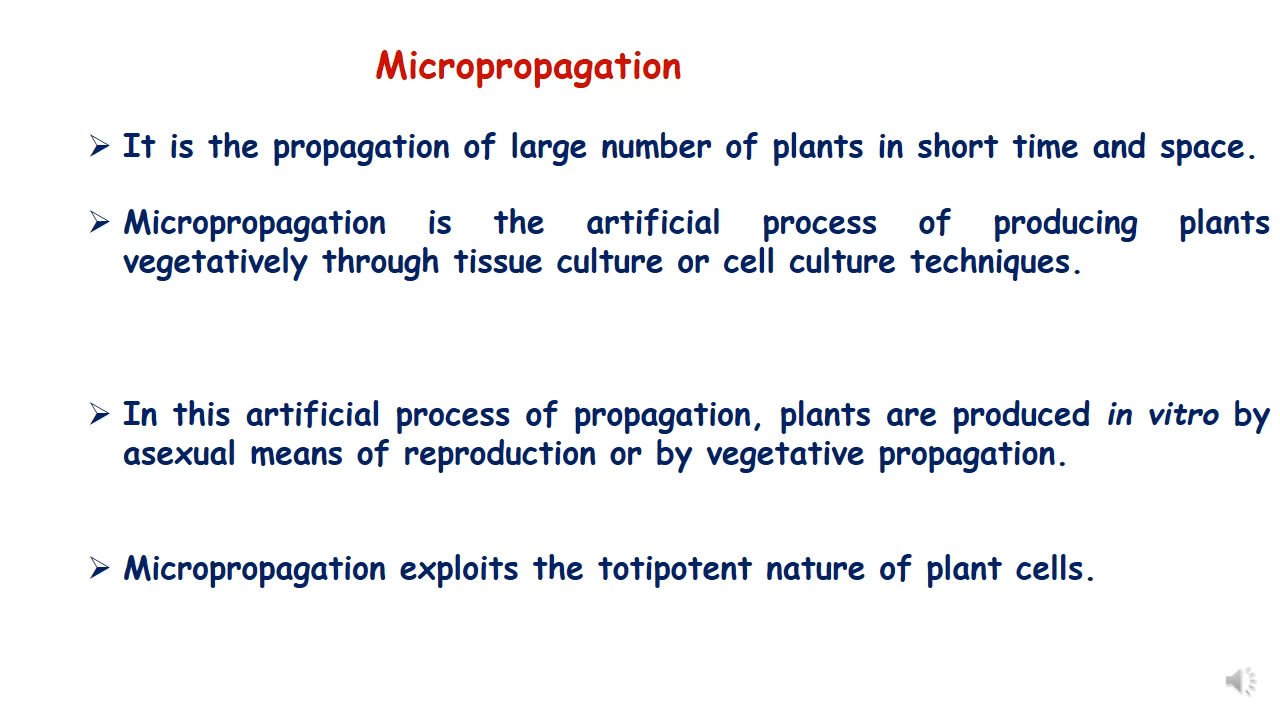 Micropropagation
➢ It is the propagation of large number of plants in short time and space.
➢ Micropropagation is the artificial process of producing plants
vegetatively through tissue culture or cell culture techniques.
➢ In this artificial process of propagation, plants are produced in vitro by
asexual means of reproduction or by vegetative propagation.
➢ Micropropagation exploits the totipotent nature of plant cells.